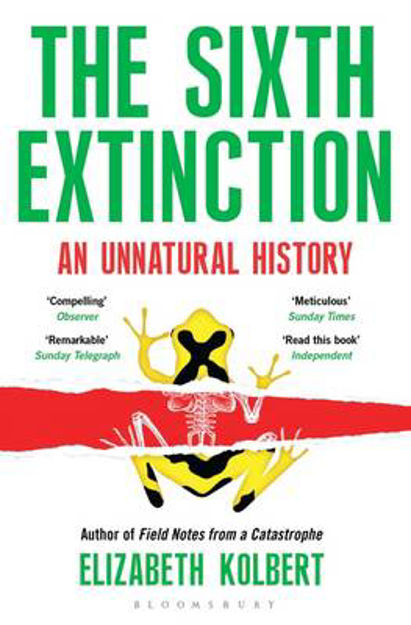 THE SIXTH
EXTINCTION
AN UNNATURAL HISTORY
‘Compelling’
Observer
‘Remarkable’
Sunday Telegraph
‘Meticulous’
Sunday Times
‘Read this book’
Independent
Author of Field Notes from a Catastrophe
ELIZABETH KOLBERT
BLOOMSBURY